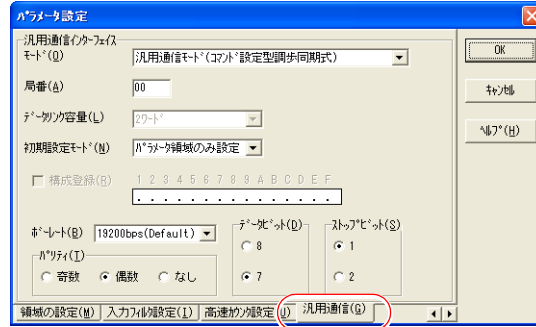 ﾊﾟﾗﾒｰﾀ設定
汎用通信ｲﾝﾀｰﾌｪｲｽ
ﾓｰﾄﾞ(O) 汎用通信ﾓｰﾄﾞ(ｺﾏﾝﾄﾞ設定型調歩同期式)
局番(A) 00
ﾃﾞｰﾀﾘﾝｸ容量(L) 2ﾜｰﾄﾞ
初期設定ﾓｰﾄﾞ(N) ﾊﾟﾗﾒｰﾀ領域のみ設定
構成登録(R) 1 2 3 4 5 6 7 8 9 A B C D E F
. . . . . . . . . . . . . . .
ﾎﾞｰﾚｰﾄ(B) 19200bps(Default)
ﾊﾟﾘﾃｨ(I)
奇数 偶数 なし
ﾃﾞｰﾀﾋﾞｯﾄ(D)
8
7
ｽﾄｯﾌﾟﾋﾞｯﾄ(S)
1
2
OK
ｷｬﾝｾﾙ
ﾍﾙﾌﾟ(H)
領域の設定(M) 入力ﾌｨﾙﾀ設定(I) 高速ｶｳﾝﾀ設定(U) 汎用通信(G)